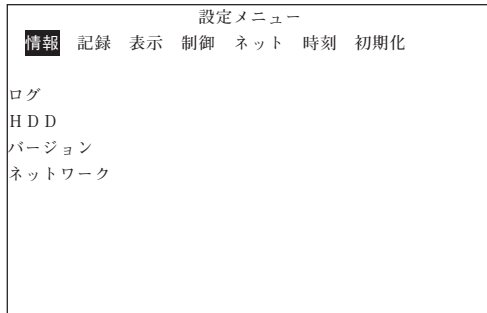 設定メニュー
情報 記録 表示 制御 ネット 時刻 初期化
ログ
ＨＤＤ
バージョン
ネットワーク